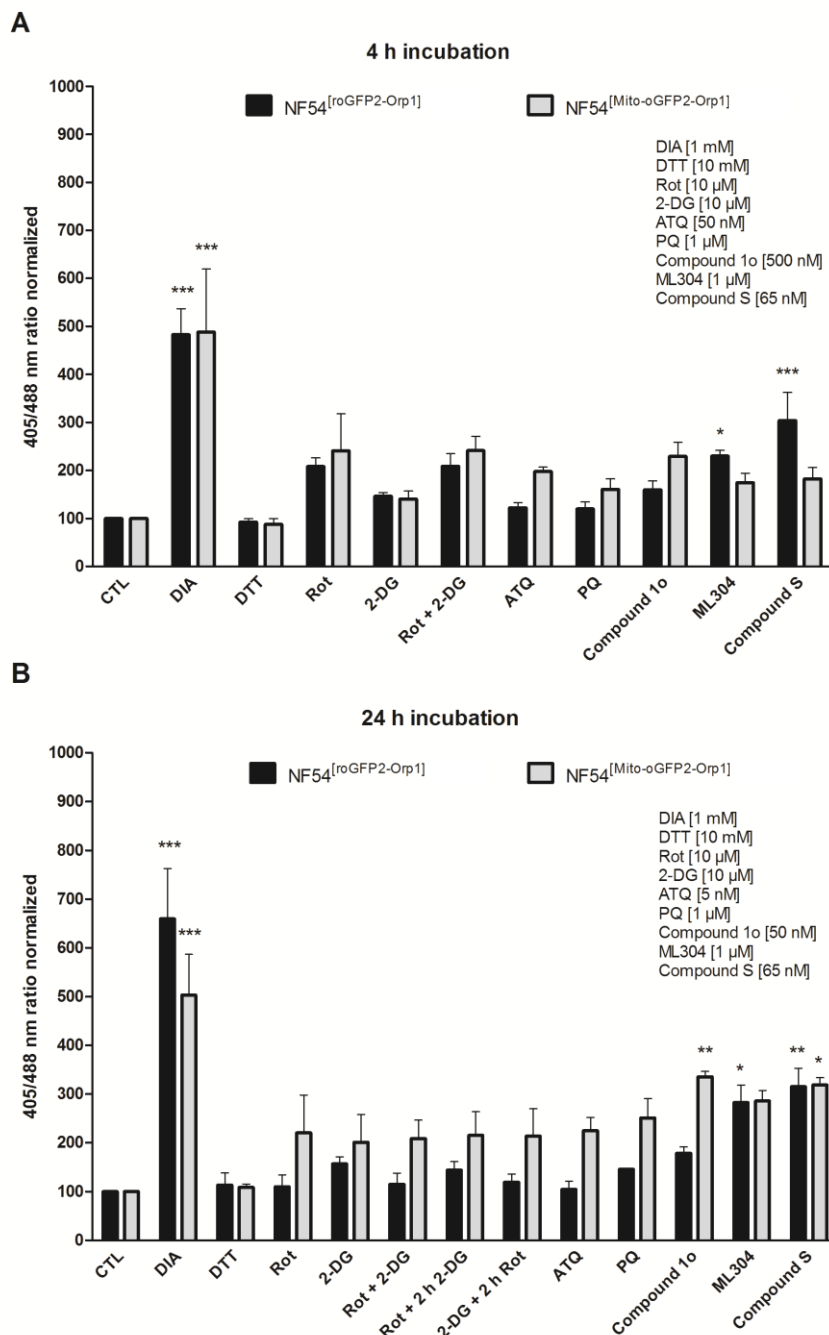 A
4 h incubation
NF54[roGFP2-Orp1]
NF54[Mito-oGFP2-Orp1]
DIA [1 mM]
DTT [10 mM]
Rot [10 µM]
2-DG [10 µM]
ATQ [50 nM]
PQ [1 µM]
Compound 1o [500 nM]
ML304 [1 µM]
Compound S [65 nM]
405/488 nm ratio normalized
1000
900
800
700
600
500
400
300
200
100
0
***
***
*
***
CTL
DIA
DTT
Rot
2-DG
Rot + 2-DG
ATQ
PQ
Compound 1o
ML304
Compound S
B
24 h incubation
NF54[roGFP2-Orp1]
NF54[Mito-oGFP2-Orp1]
DIA [1 mM]
DTT [10 mM]
Rot [10 µM]
2-DG [10 µM]
ATQ [5 nM]
PQ [1 µM]
Compound 1o [50 nM]
ML304 [1 µM]
Compound S [65 nM]
405/488 nm ratio normalized
1000
900
800
700
600
500
400
300
200
100
0
***
***
**
*
**
*
CTL
DIA
DTT
Rot
2-DG
Rot + 2-DG
Rot + 2 h 2-DG
2-DG + 2 h Rot
ATQ
PQ
Compound 1o
ML304
Compound S